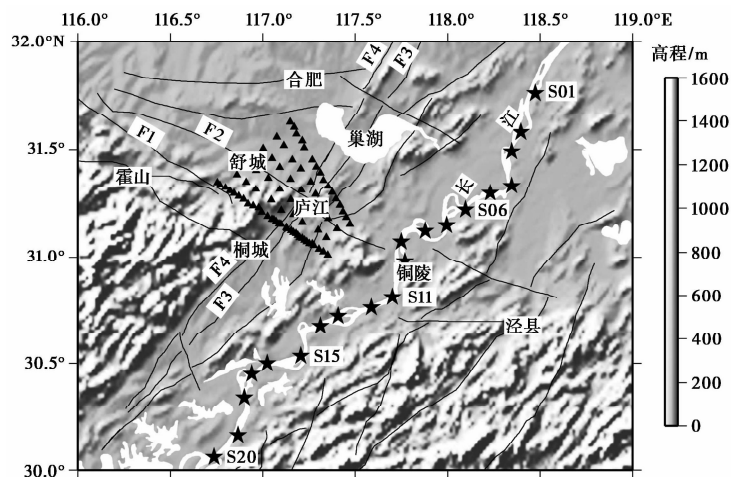 116.0° 116.5° 117.0° 117.5° 118.0° 118.5° 119.0°E
32.0°N
高程/m
F4
F3
1600
合肥
S01
1400
F1
F2
江
巢湖
31.5°
舒城
1200
霍山
长
庐江
S06
1000
桐城
31.0°
800
F4
铜陵
F3
S11
600
泾县
30.5°
S15
400
200
S20
30.0°
0